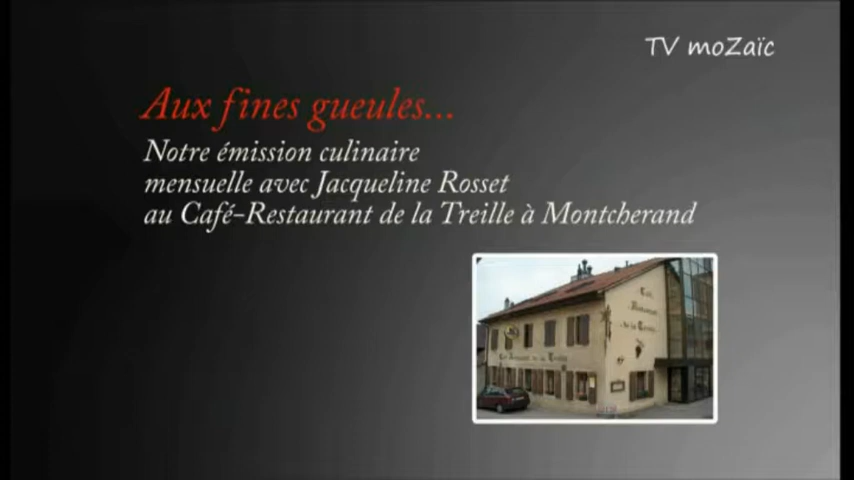 TV moZaïc
Aux fines gueules...
Notre émission culinaire
mensuelle avec Jacqueline Rosset
au Café-Restaurant de la Treille à Montcherand